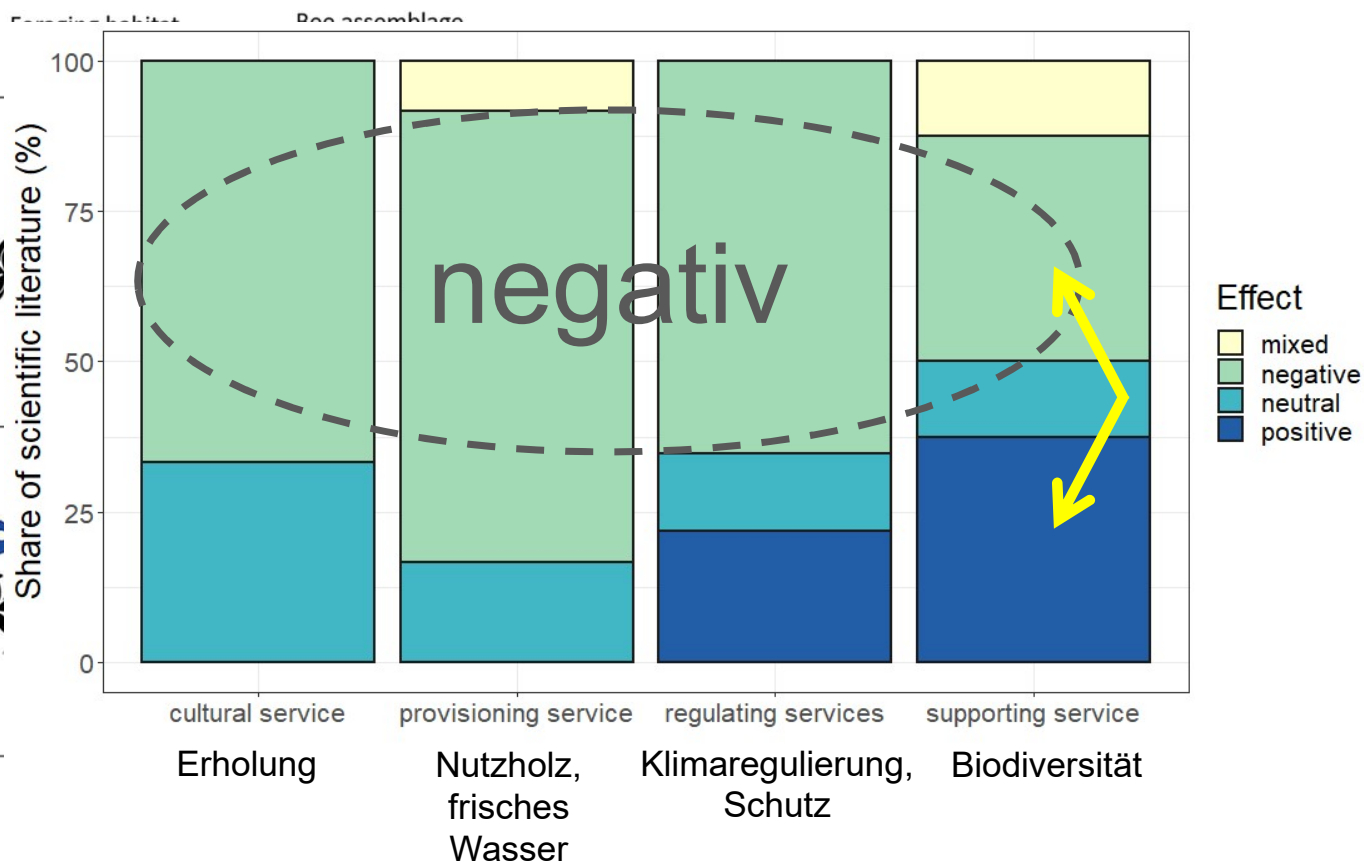 Share of scientific literature (%)
100
75
50
25
0
negativ
Effect
mixed
negative
neutral
positive
cultural service
provisioning service
regulating services
supporting service
Erholung
Nutzholz,
frisches
Wasser
Klimaregulierung,
Schutz
Biodiversität